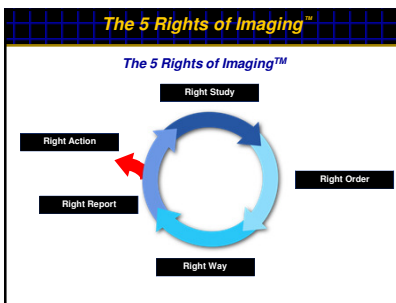 The 5 Rights of Imaging™
The 5 Rights of Imaging™
Right Study
Right Action
Right Order
Right Report
Right Way